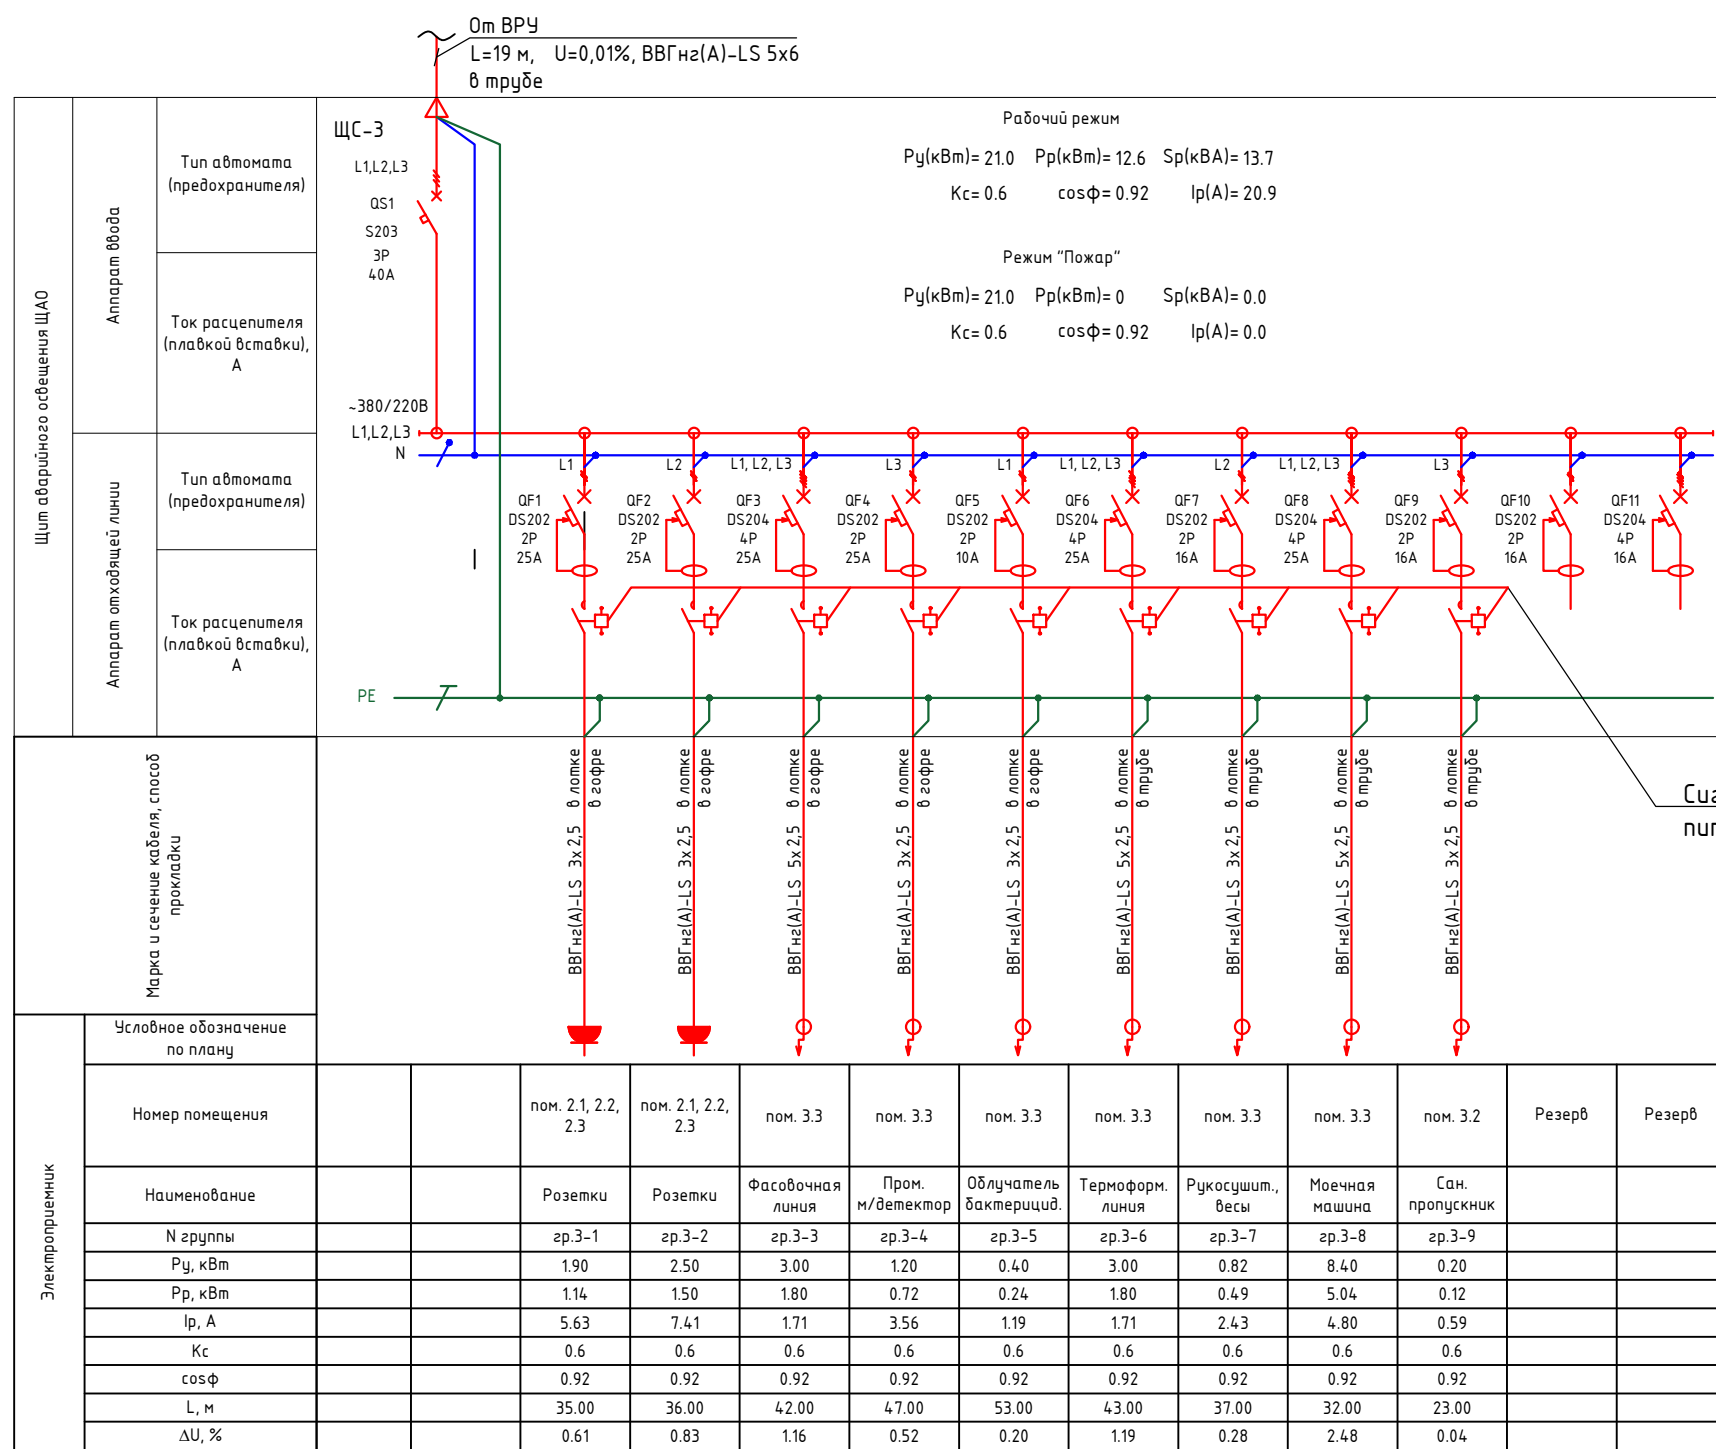 От ВРУ
L=19 м, U=0,01%, ВВГнг(А)-LS 5x6
в трубе
Щит аварийного освещения ЩАО
Аппарат ввода
Тип автомата
(предохранителя)
Ток расцепителя
(плавкой вставки),
А
Аппарат отходящей линии
Тип автомата
(предохранителя)
Ток расцепителя
(плавкой вставки),
А
ЩС-3
L1,L2,L3
QS1
S203
3P
40A
Рабочий режим
Ру(кВт)= 21.0 Рр(кВт)= 12.6 Sр(кВА)= 13.7
Кс= 0.6 cosφ= 0.92 Iр(А)= 20.9
Режим "Пожар"
Ру(кВт)= 21.0 Рр(кВт)= 0 Sр(кВА)= 0.0
Кс= 0.6 cosφ= 0.92 Iр(А)= 0.0
~380/220В
L1,L2,L3
N
L1 L2 L1, L2, L3 L3 L1 L1, L2, L3 L2 L1, L2, L3 L3
QF1 QF2 QF3 QF4 QF5 QF6 QF7 QF8 QF9 QF10 QF11
DS202 DS202 DS204 DS202 DS202 DS204 DS202 DS204 DS202 DS202 DS204
2P 2P 4P 2P 2P 4P 2P 4P 2P 2P 4P
25A 25A 25A 25A 10A 25A 16A 25A 16A 16A 16A
PE
Марка и сечение кабеля, способ
прокладки
ВВГнг(А)-LS 3x 2,5 в лотке
в гофре
ВВГнг(А)-LS 3x 2,5 в лотке
в гофре
ВВГнг(А)-LS 5x 2,5 в лотке
в гофре
ВВГнг(А)-LS 3x 2,5 в лотке
в гофре
ВВГнг(А)-LS 3x 2,5 в лотке
в гофре
ВВГнг(А)-LS 5x 2,5 в лотке
в трубе
ВВГнг(А)-LS 3x 2,5 в лотке
в трубе
ВВГнг(А)-LS 5x 2,5 в лотке
в трубе
ВВГнг(А)-LS 3x 2,5 в лотке
в трубе
Электроприемник
Условное обозначение
по плану
Номер помещения
пом. 2.1, 2.2,
2.3
пом. 2.1, 2.2,
2.3
пом. 3.3
пом. 3.3
пом. 3.3
пом. 3.3
пом. 3.3
пом. 3.3
пом. 3.2
Резерв
Резерв
Наименование
Розетки
Розетки
Фасовочная
линия
Пром.
м/детектор
Облучатель
бактерицид.
Термоформ.
линия
Рукосушит.,
весы
Моечная
машина
Сан.
пропускник
N группы гр.3-1 гр.3-2 гр.3-3 гр.3-4 гр.3-5 гр.3-6 гр.3-7 гр.3-8 гр.3-9
Ру, кВт 1.90 2.50 3.00 1.20 0.40 3.00 0.82 8.40 0.20
Рр, кВт 1.14 1.50 1.80 0.72 0.24 1.80 0.49 5.04 0.12
Iр, А 5.63 7.41 1.71 3.56 1.19 1.71 2.43 4.80 0.59
Кс 0.6 0.6 0.6 0.6 0.6 0.6 0.6 0.6 0.6
cosφ 0.92 0.92 0.92 0.92 0.92 0.92 0.92 0.92 0.92
L, м 35.00 36.00 42.00 47.00 53.00 43.00 37.00 32.00 23.00
ΔU, % 0.61 0.83 1.16 0.52 0.20 1.19 0.28 2.48 0.04